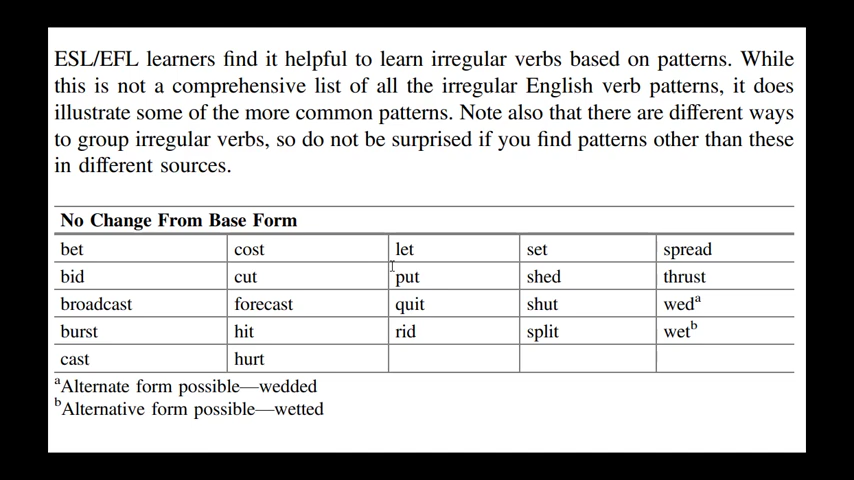 ESL/EFL learners find it helpful to learn irregular verbs based on patterns. While
this is not a comprehensive list of all the irregular English verb patterns, it does
illustrate some of the more common patterns. Note also that there are different ways
to group irregular verbs, so do not be surprised if you find patterns other than these
in different sources.
No Change From Base Form
bet cost let set spread
bid cut put shed thrust
broadcast forecast quit shut wedᵃ
burst hit rid split wetᵇ
cast hurt
ᵃAlternate form possible—wedded
ᵇAlternative form possible—wetted